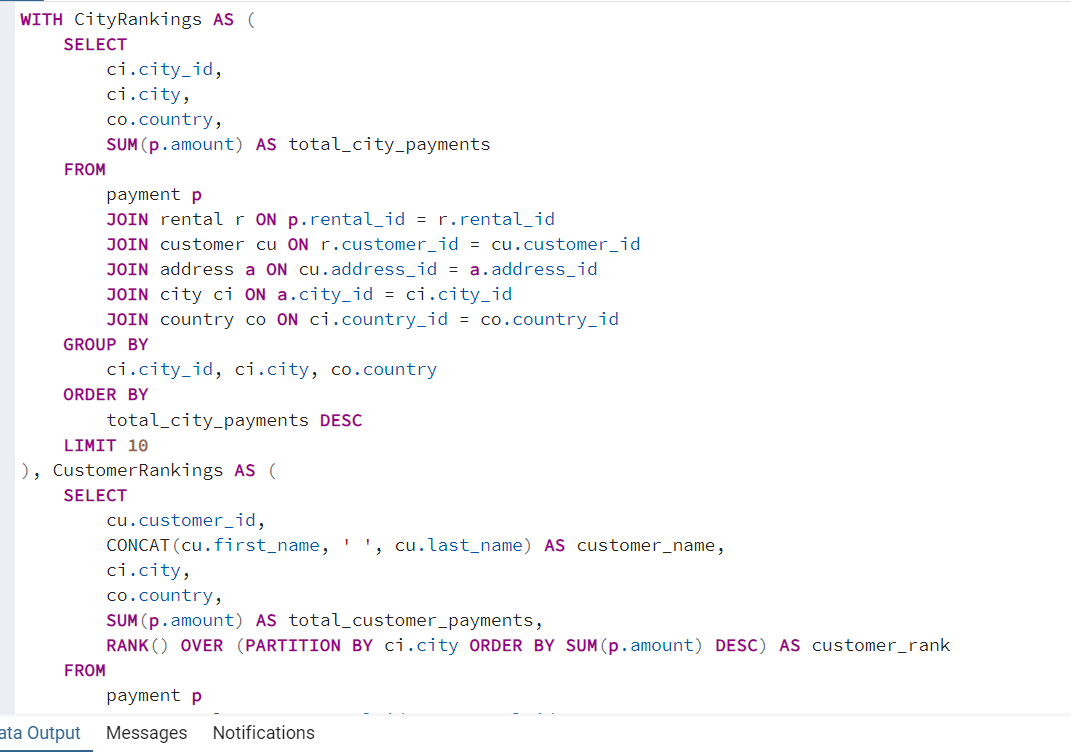 WITH CityRankings AS (
    SELECT
        ci.city_id,
        ci.city,
        co.country,
        SUM(p.amount) AS total_city_payments
    FROM
        payment p
        JOIN rental r ON p.rental_id = r.rental_id
        JOIN customer cu ON r.customer_id = cu.customer_id
        JOIN address a ON cu.address_id = a.address_id
        JOIN city ci ON a.city_id = ci.city_id
        JOIN country co ON ci.country_id = co.country_id
    GROUP BY
        ci.city_id, ci.city, co.country
    ORDER BY
        total_city_payments DESC
    LIMIT 10
), CustomerRankings AS (
    SELECT
        cu.customer_id,
        CONCAT(cu.first_name, ' ', cu.last_name) AS customer_name,
        ci.city,
        co.country,
        SUM(p.amount) AS total_customer_payments,
        RANK() OVER (PARTITION BY ci.city ORDER BY SUM(p.amount) DESC) AS customer_rank
    FROM
        payment p
ata Output Messages Notifications